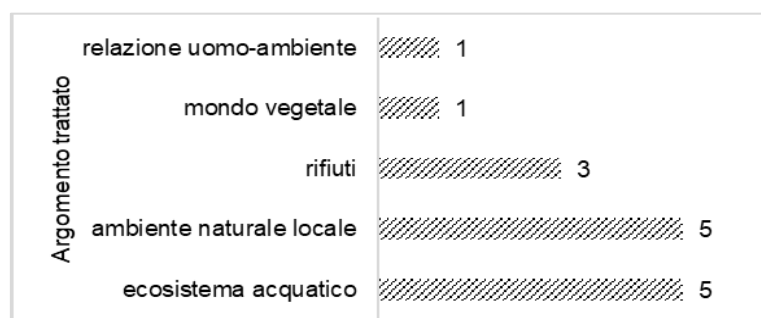 Argomento trattato
relazione uomo-ambiente 1
mondo vegetale 1
rifiuti 3
ambiente naturale locale 5
ecosistema acquatico 5